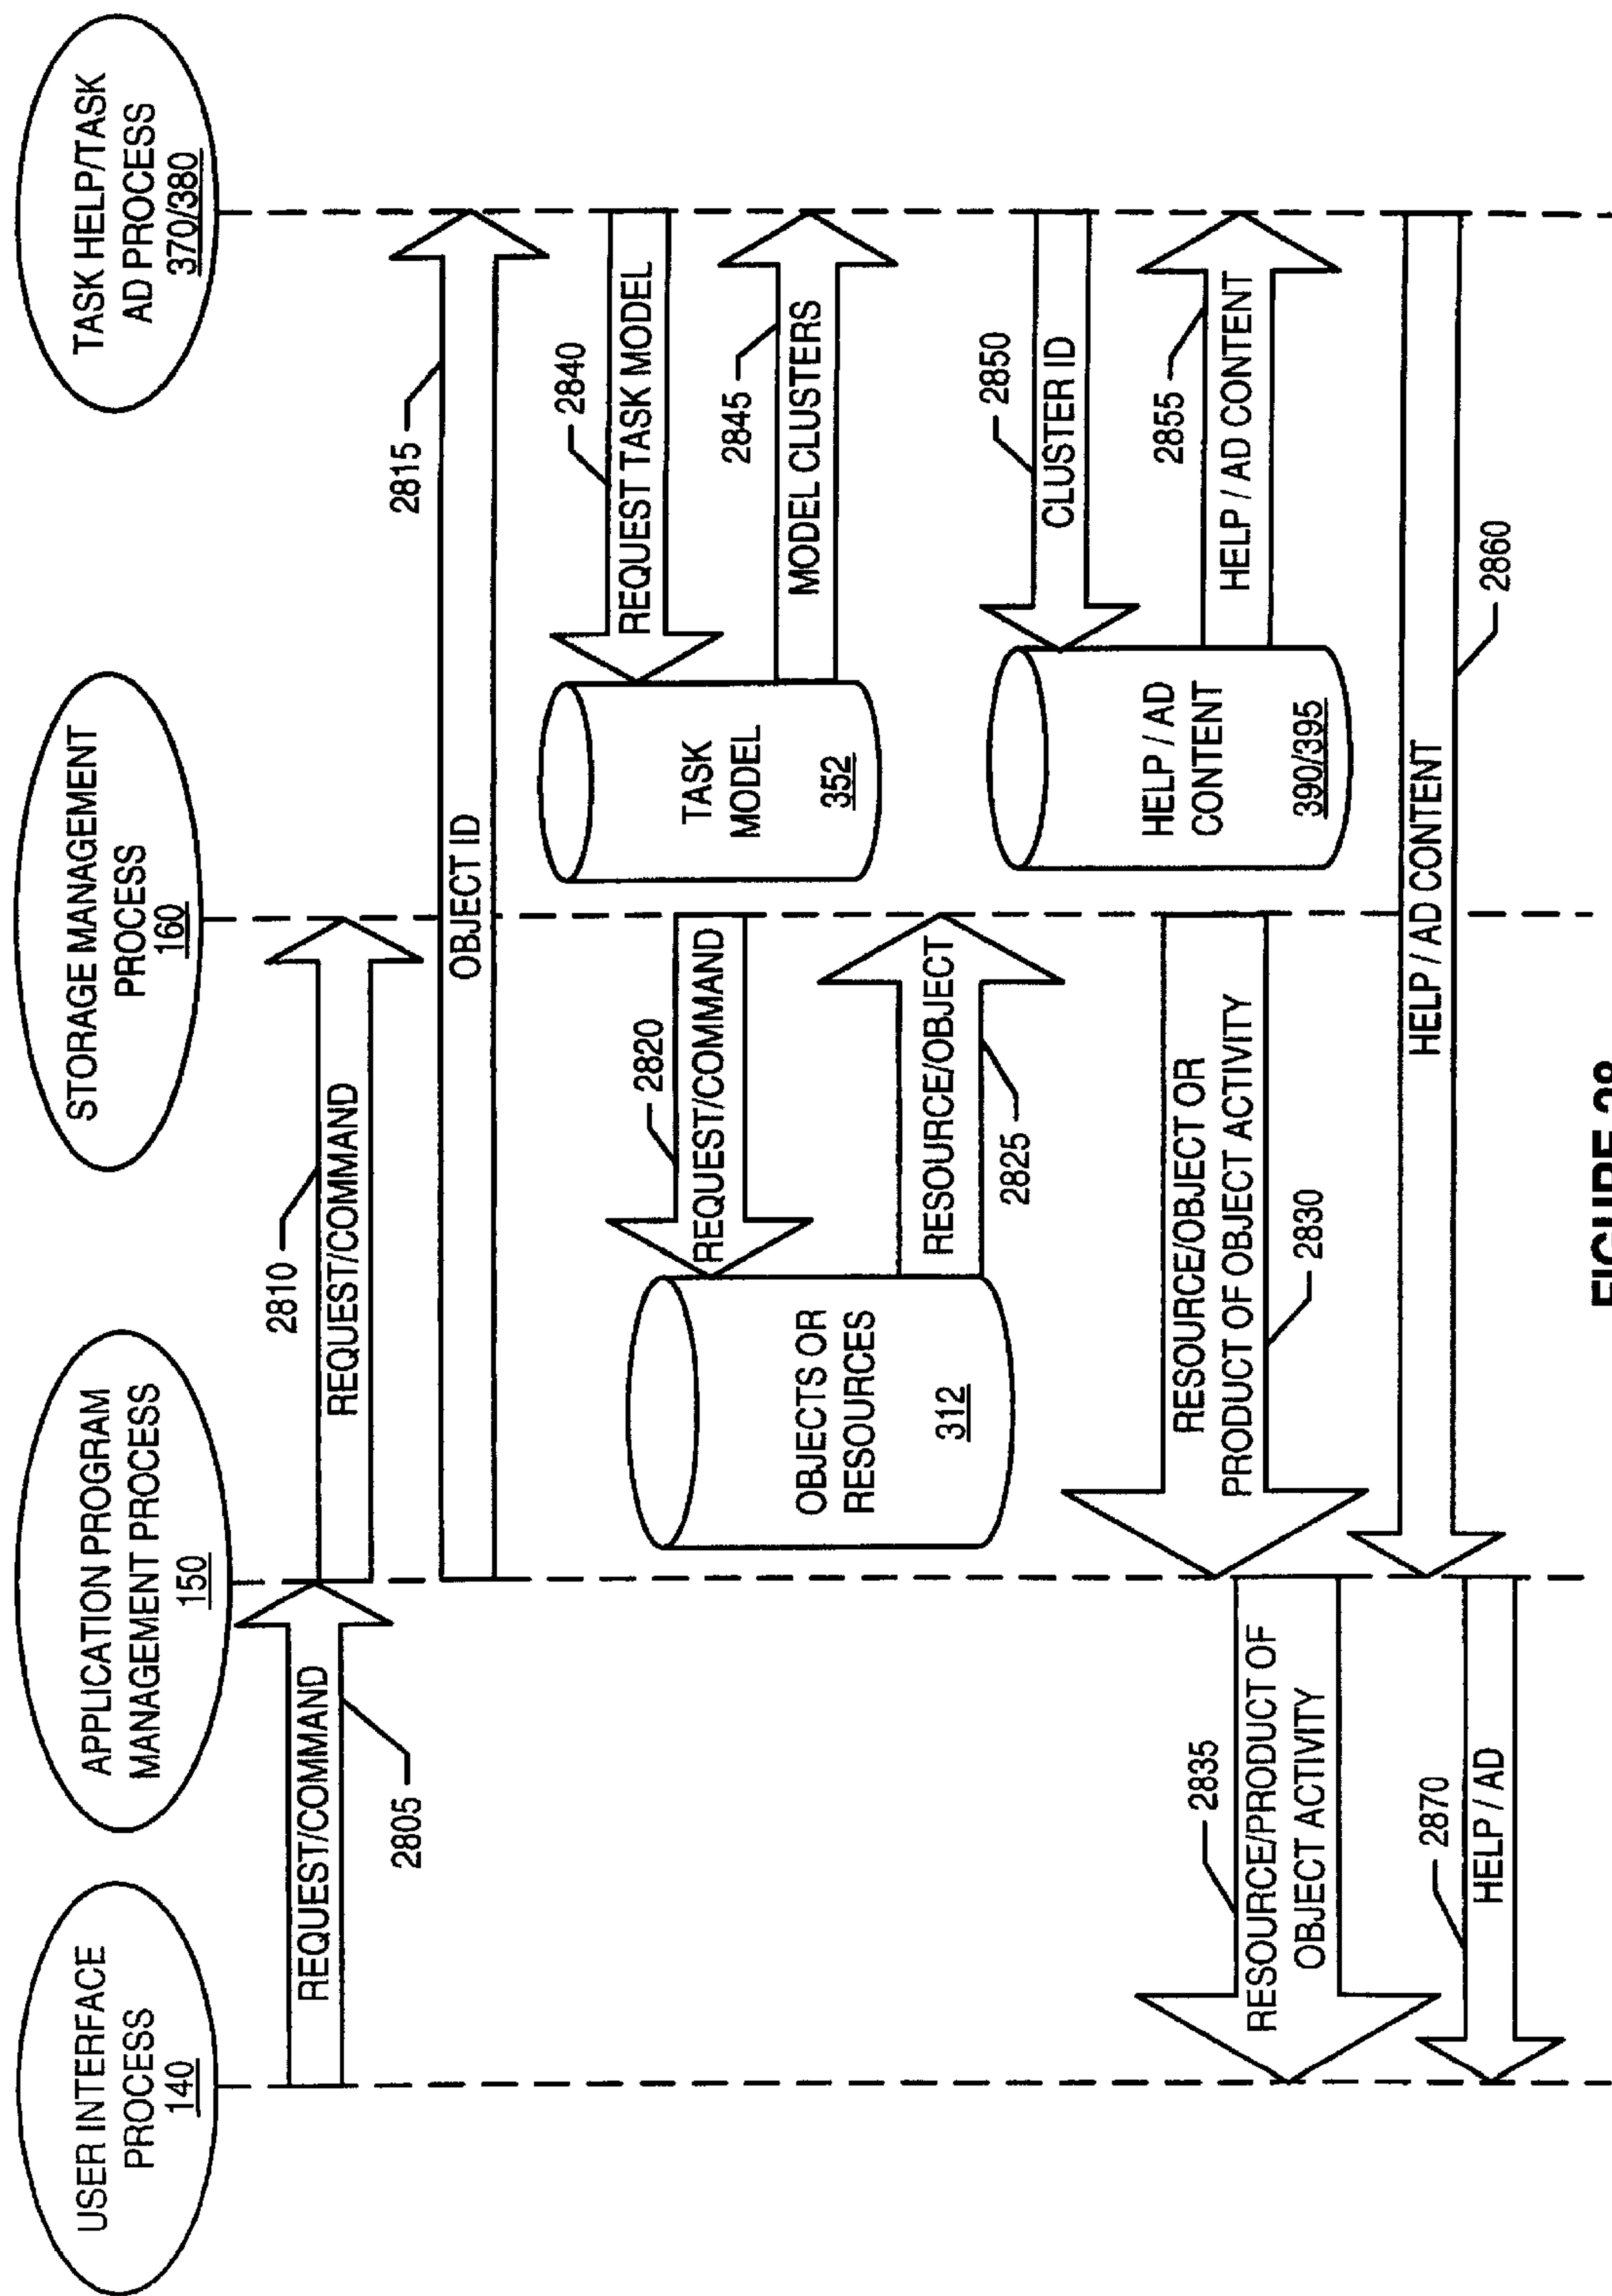 USER INTERFACE
PROCESS
140
APPLICATION PROGRAM
MANAGEMENT PROCESS
150
STORAGE MANAGEMENT
PROCESS
160
TASK HELP/TASK
AD PROCESS
370/380
REQUEST/COMMAND
2805
2810
REQUEST/COMMAND
2815
OBJECT ID
2840
REQUEST TASK MODEL
TASK
MODEL
352
2845
MODEL CLUSTERS
2820
REQUEST/COMMAND
OBJECTS OR
RESOURCES
312
RESOURCE/OBJECT
2825
2850
CLUSTER ID
HELP / AD
CONTENT
390/395
2855
HELP / AD CONTENT
RESOURCE/OBJECT OR
PRODUCT OF OBJECT ACTIVITY
2830
2835
RESOURCE/PRODUCT OF
OBJECT ACTIVITY
HELP / AD CONTENT
2860
2870
HELP / AD
FIGURE 28